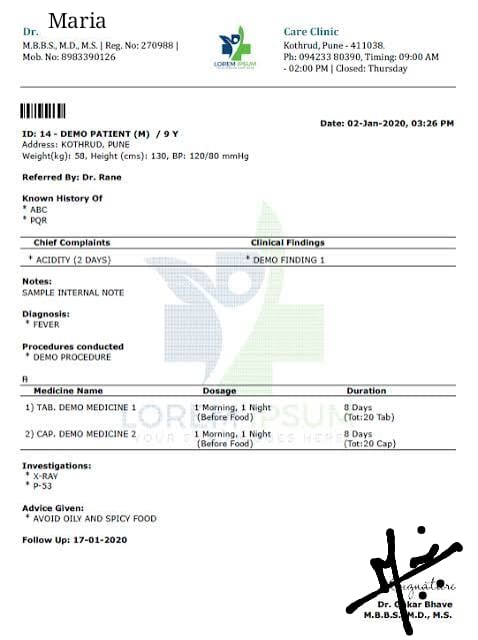 Dr. Maria
M.B.B.S., M.D., M.S. | Reg. No: 270988 |
Mob. No: 8983390126
LOREM IPSUM
Care Clinic
Kothrud, Pune - 411038.
Ph: 094233 80390, Timing: 09:00 AM
- 02:00 PM | Closed: Thursday
Date: 02-Jan-2020, 03:26 PM
ID: 14 - DEMO PATIENT (M) / 9 Y
Address: KOTHRUD, PUNE
Weight(kg): 58, Height (cms): 130, BP: 120/80 mmHg
Referred By: Dr. Rane
Known History Of
* ABC
* PQR
Chief Complaints Clinical Findings
* ACIDITY (2 DAYS) * DEMO FINDING 1
Notes:
SAMPLE INTERNAL NOTE
Diagnosis:
* FEVER
Procedures conducted
* DEMO PROCEDURE
R
Medicine Name Dosage Duration
1) TAB. DEMO MEDICINE 1 1 Morning, 1 Night 8 Days
(Before Food) (Tot:20 Tab)
2) CAP. DEMO MEDICINE 2 1 Morning, 1 Night 8 Days
(Before Food) (Tot:20 Cap)
LOREM IPSUM
Investigations:
* X-RAY
* P-53
Advice Given:
* AVOID OILY AND SPICY FOOD
Follow Up: 17-01-2020
Signature
Dr. Bhave
M.B.B.S., M.D., M.S.